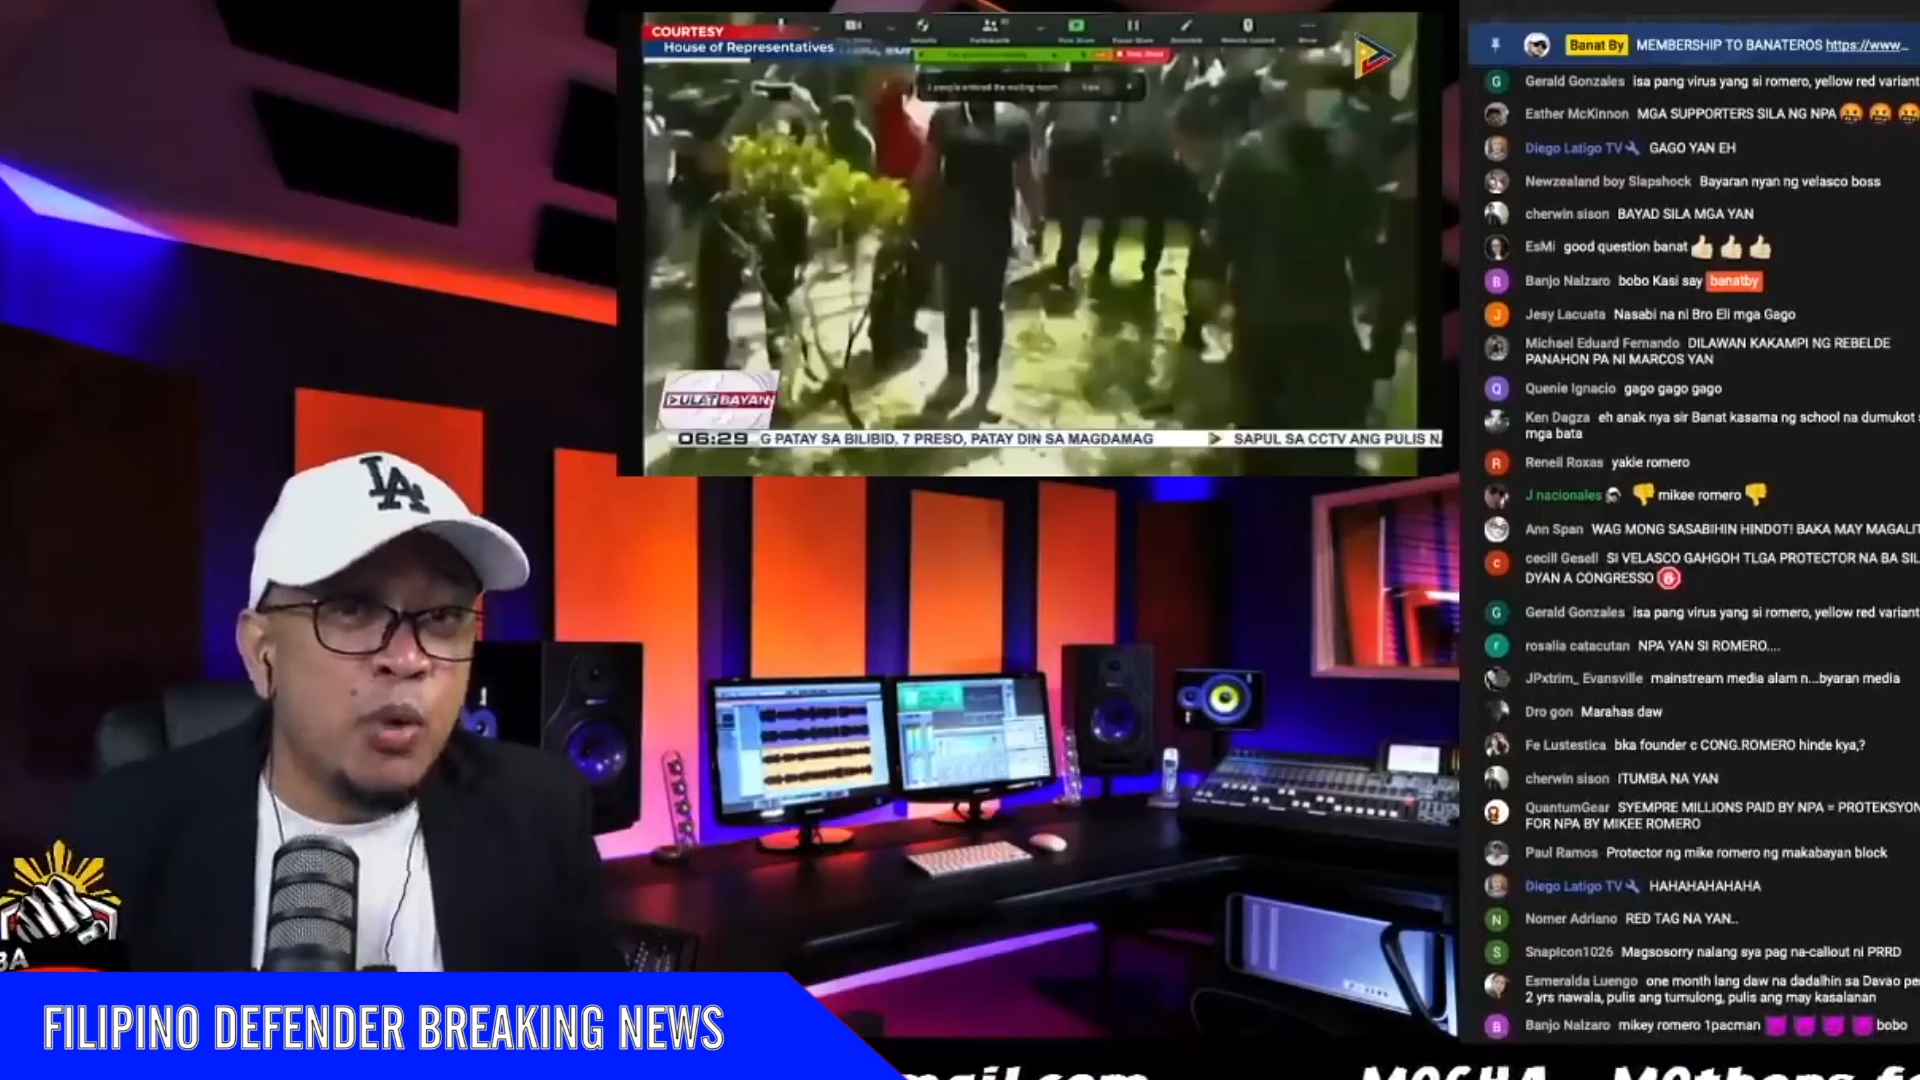 COURTESY
House of Representatives
ULAT BAYAN
06:29 G PATAY SA BILIBID, 7 PRESO, PATAY DIN SA MAGDAMAG SAPUL SA CCTV ANG PULIS NA
LA
FILIPINO DEFENDER BREAKING NEWS
BA
mail.com
MOCHA - MOthers fo
Banat By MEMBERSHIP TO BANATEROS https://www...
Gerald Gonzales isa pang virus yang si romero, yellow red variant
Esther McKinnon MGA SUPPORTERS SILA NG NPA
Diego Latigo TV GAGO YAN EH
Newzealand boy Slapshock Bayaran nyan ng velasco boss
cherwin sison BAYAD SILA MGA YAN
EsMi good question banat
Banjo Nalzaro bobo Kasi say banatby
Jesy Lacuata Nasabi na ni Bro Eli mga Gago
Michael Eduard Fernando DILAWAN KAKAMPI NG REBELDE
PANAHON PA NI MARCOS YAN
Quenie Ignacio gago gago gago
Ken Dagza eh anak nya sir Banat kasama ng school na dumukot s
mga bata
Reneil Roxas yakie romero
J nacionales mikee romero
Ann Span WAG MONG SASABIHIN HINDOT! BAKA MAY MAGALIT
cecill Gesell SI VELASCO GAHGOH TLGA PROTECTOR NA BA SIL
DYAN A CONGRESSO
Gerald Gonzales isa pang virus yang si romero, yellow red variant
rosalia catacutan NPA YAN SI ROMERO....
JPxtrim_ Evansville mainstream media alam n...byaran media
Dro gon Marahas daw
Fe Lustestica bka founder c CONG.ROMERO hinde kya,?
cherwin sison ITUMBA NA YAN
QuantumGear SYEMPRE MILLIONS PAID BY NPA = PROTEKSYON
FOR NPA BY MIKEE ROMERO
Paul Ramos Protector ng mike romero ng makabayan block
Diego Latigo TV HAHAHAHAHAHA
Nomer Adriano RED TAG NA YAN..
SnapIcon1026 Magsosorry nalang sya pag na-callout ni PRRD
Esmeralda Luengo one month lang daw na dadalhin sa Davao pe
2 yrs nawala, pulis ang tumulong, pulis ang may kasalanan
Banjo Nalzaro mikey romero 1pacman bobo